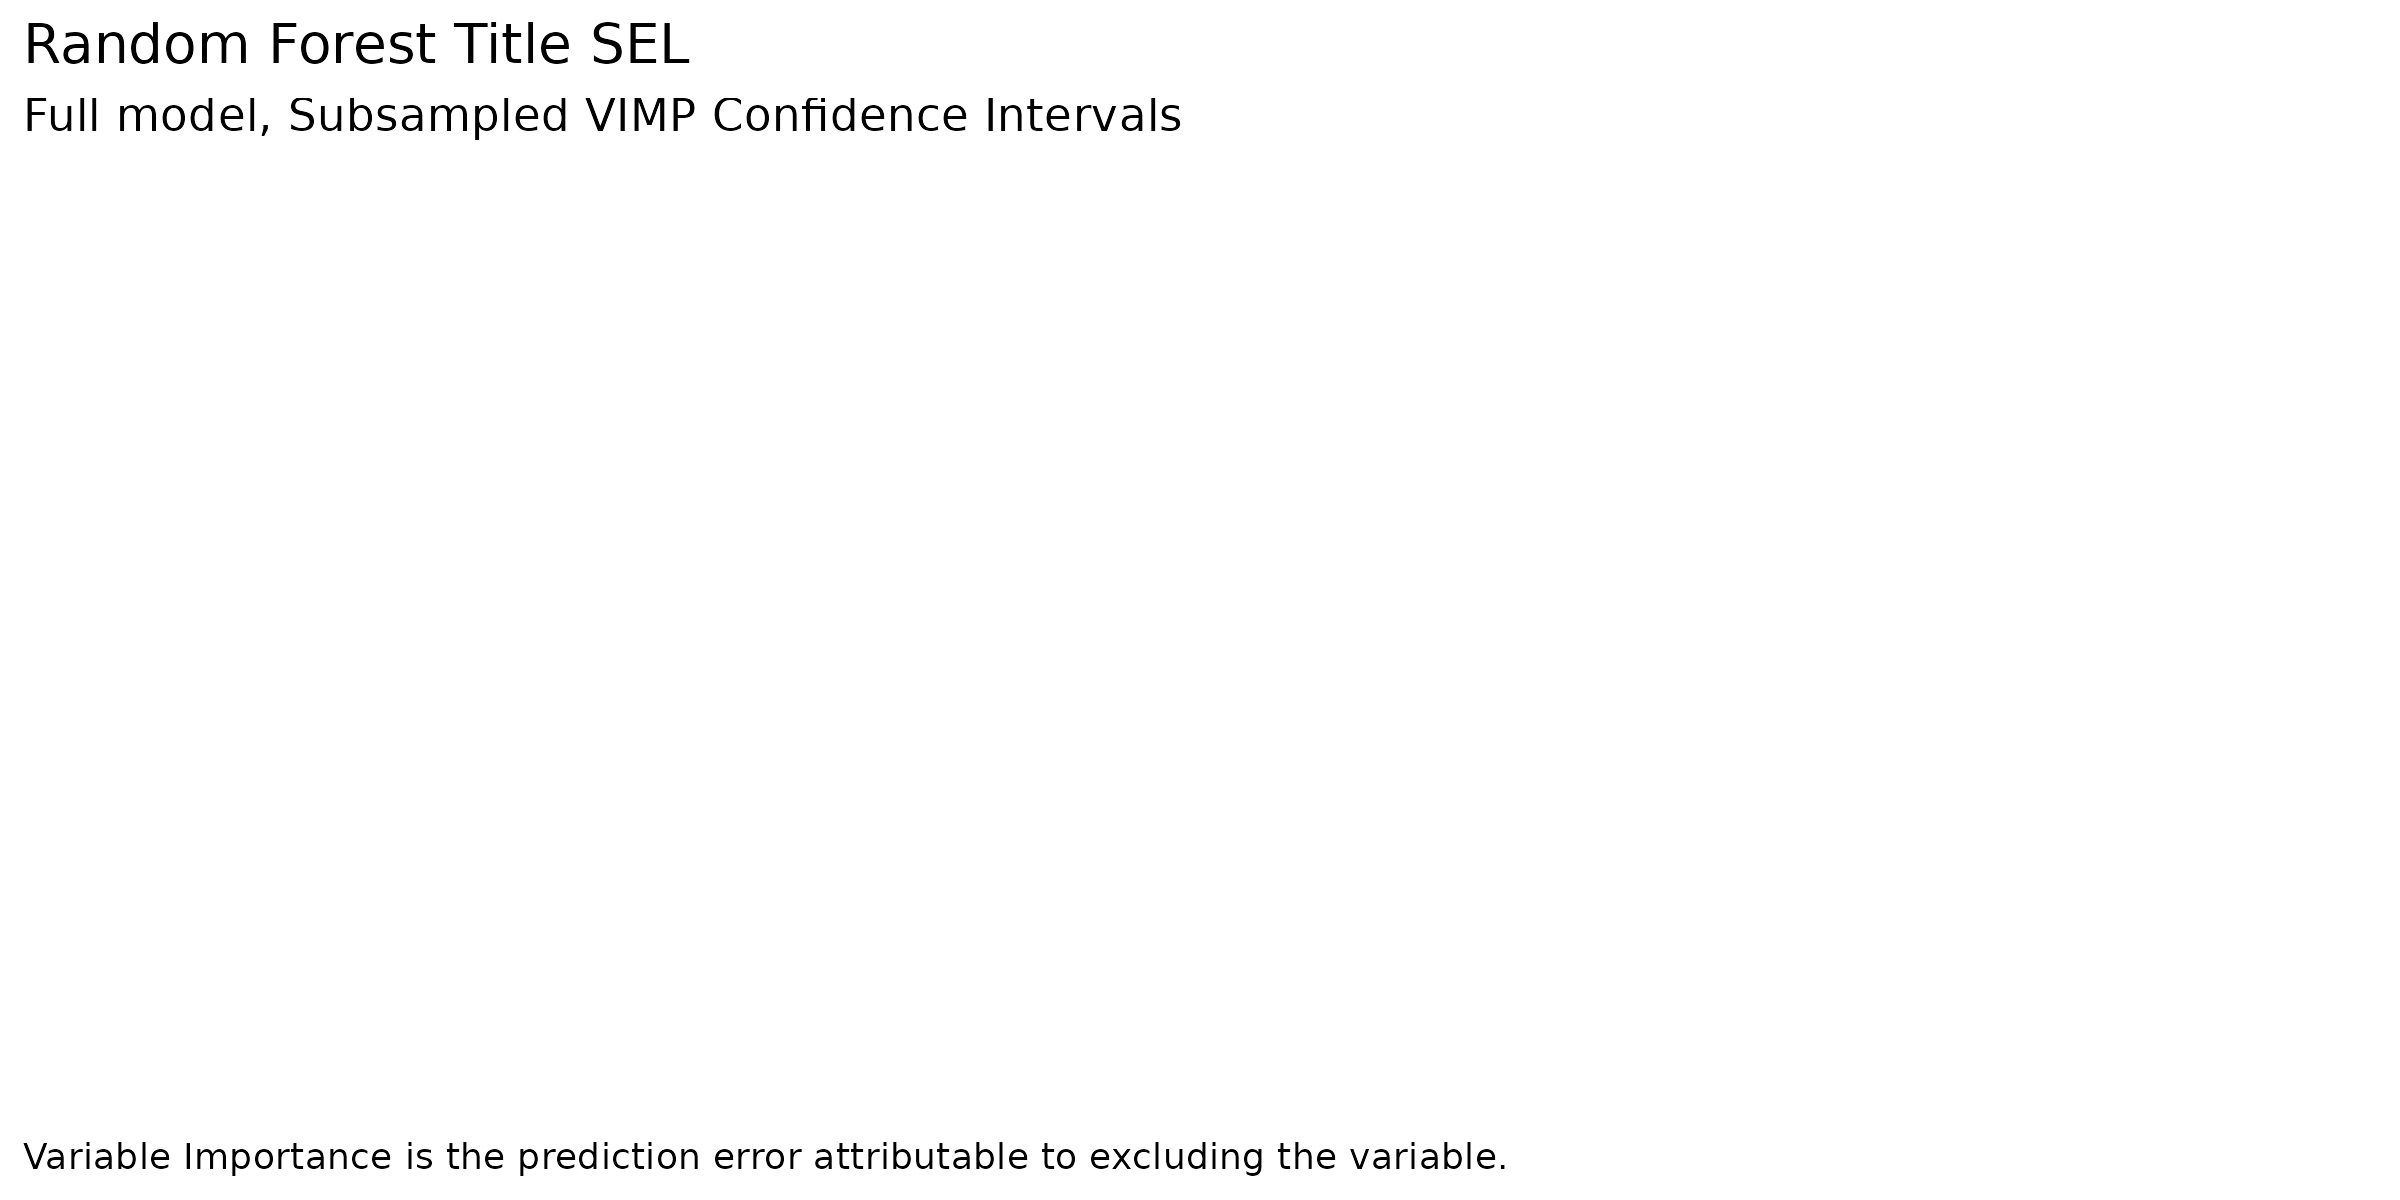 Random Forest Title SEL
Full model, Subsampled VIMP Confidence Intervals
Variable Importance is the prediction error attributable to excluding the variable.